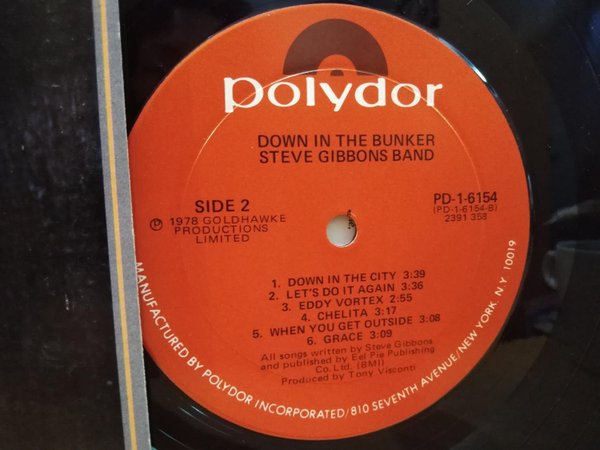 polydor
DOWN IN THE BUNKER
STEVE GIBBONS BAND
SIDE 2
℗ 1978 GOLDHAWKE
PRODUCTIONS
LIMITED
PD-1-6154
(PD-1-6154-B)
2391 358
1. DOWN IN THE CITY 3:39
2. LET'S DO IT AGAIN 3:36
3. EDDY VORTEX 2:55
4. CHELITA 3:17
5. WHEN YOU GET OUTSIDE 3:08
6. GRACE 3:09
All songs written by Steve Gibbons
and published by Eel Pie Publishing
Co. Ltd. (BMI)
Produced by Tony Visconti
MANUFACTURED BY POLYDOR INCORPORATED/810 SEVENTH AVENUE/NEW YORK, N.Y. 10019